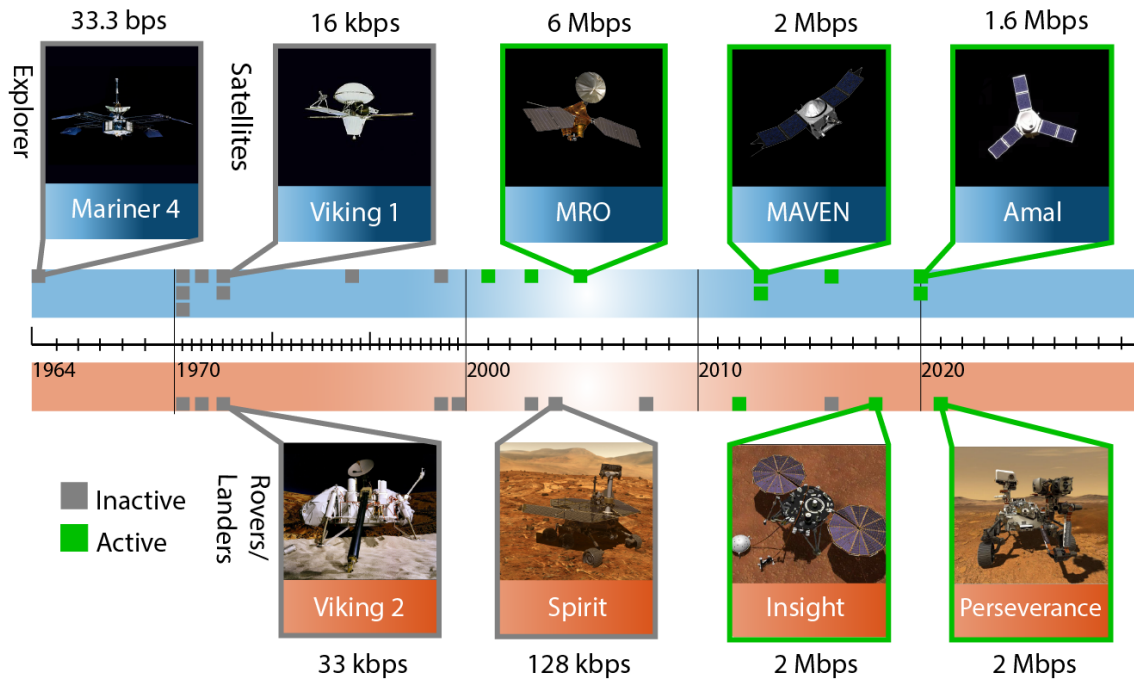 33.3 bps
16 kbps
6 Mbps
2 Mbps
1.6 Mbps
Explorer
Satellites
Mariner 4
Viking 1
MRO
MAVEN
Amal
1964
1970
2000
2010
2020
Inactive
Active
Rovers/
Landers
Viking 2
Spirit
Insight
Perseverance
33 kbps
128 kbps
2 Mbps
2 Mbps